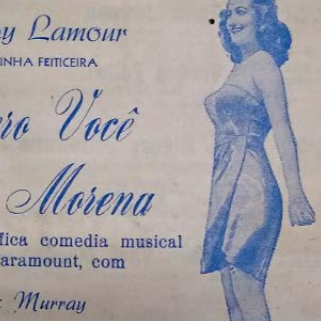 y Lamour
INHA FEITICEIRA
ro Você
Morena
fica comedia musical
aramount, com
Murray